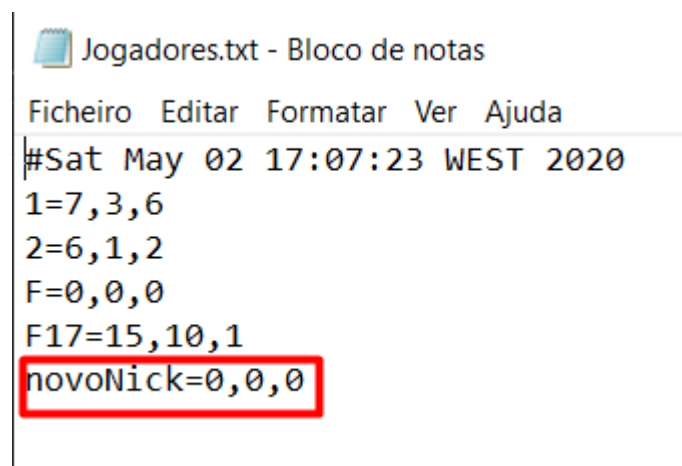 Jogadores.txt - Bloco de notas
Ficheiro Editar Formatar Ver Ajuda
#Sat May 02 17:07:23 WEST 2020
1=7,3,6
2=6,1,2
F=0,0,0
F17=15,10,1
novoNick=0,0,0